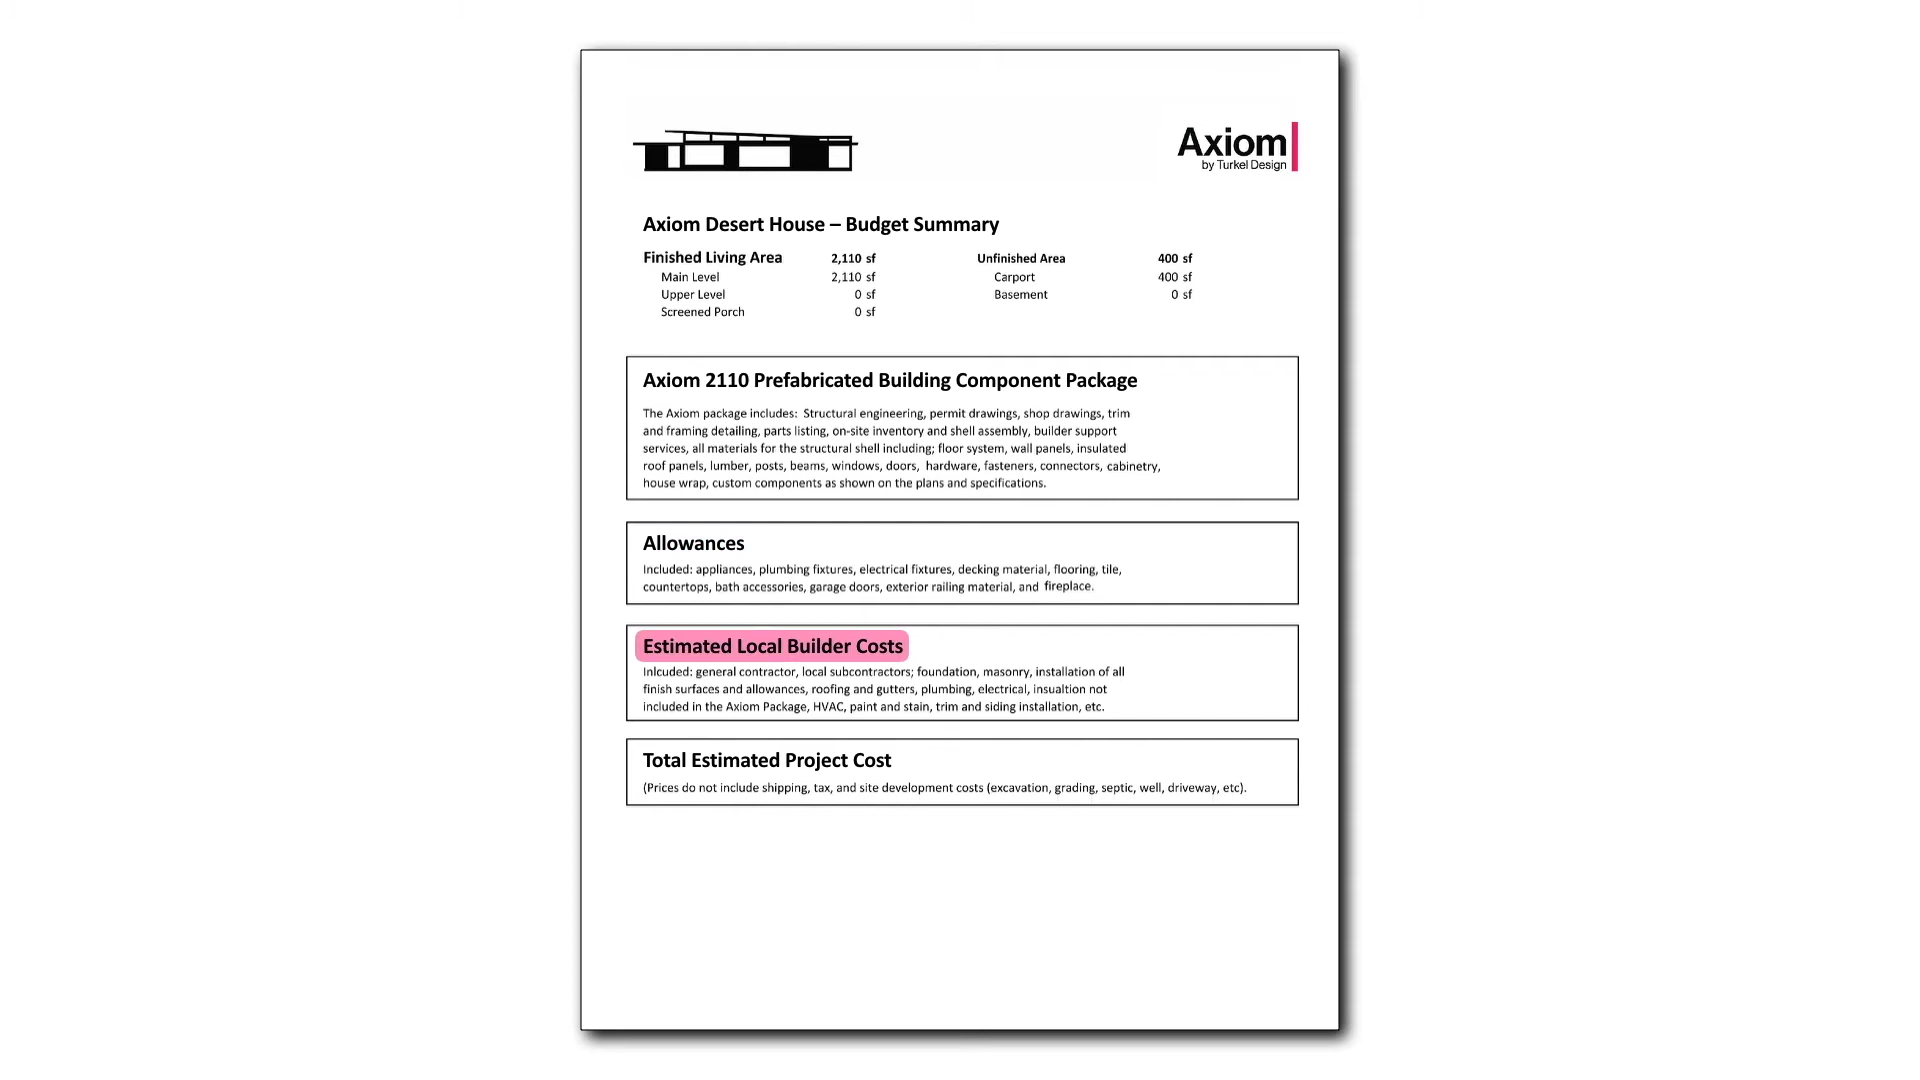 Axiom
by Turkel Design
Axiom Desert House – Budget Summary
Finished Living Area 2,110 sf Unfinished Area 400 sf
Main Level 2,110 sf Carport 400 sf
Upper Level 0 sf Basement 0 sf
Screened Porch 0 sf
Axiom 2110 Prefabricated Building Component Package
The Axiom package includes: Structural engineering, permit drawings, shop drawings, trim
and framing detailing, parts listing, on-site inventory and shell assembly, builder support
services, all materials for the structural shell including; floor system, wall panels, insulated
roof panels, lumber, posts, beams, windows, doors, hardware, fasteners, connectors, cabinetry,
house wrap, custom components as shown on the plans and specifications.
Allowances
Included: appliances, plumbing fixtures, electrical fixtures, decking material, flooring, tile,
countertops, bath accessories, garage doors, exterior railing material, and fireplace.
Estimated Local Builder Costs
Inlcuded: general contractor, local subcontractors; foundation, masonry, installation of all
finish surfaces and allowances, roofing and gutters, plumbing, electrical, insualtion not
included in the Axiom Package, HVAC, paint and stain, trim and siding installation, etc.
Total Estimated Project Cost
(Prices do not include shipping, tax, and site development costs (excavation, grading, septic, well, driveway, etc).